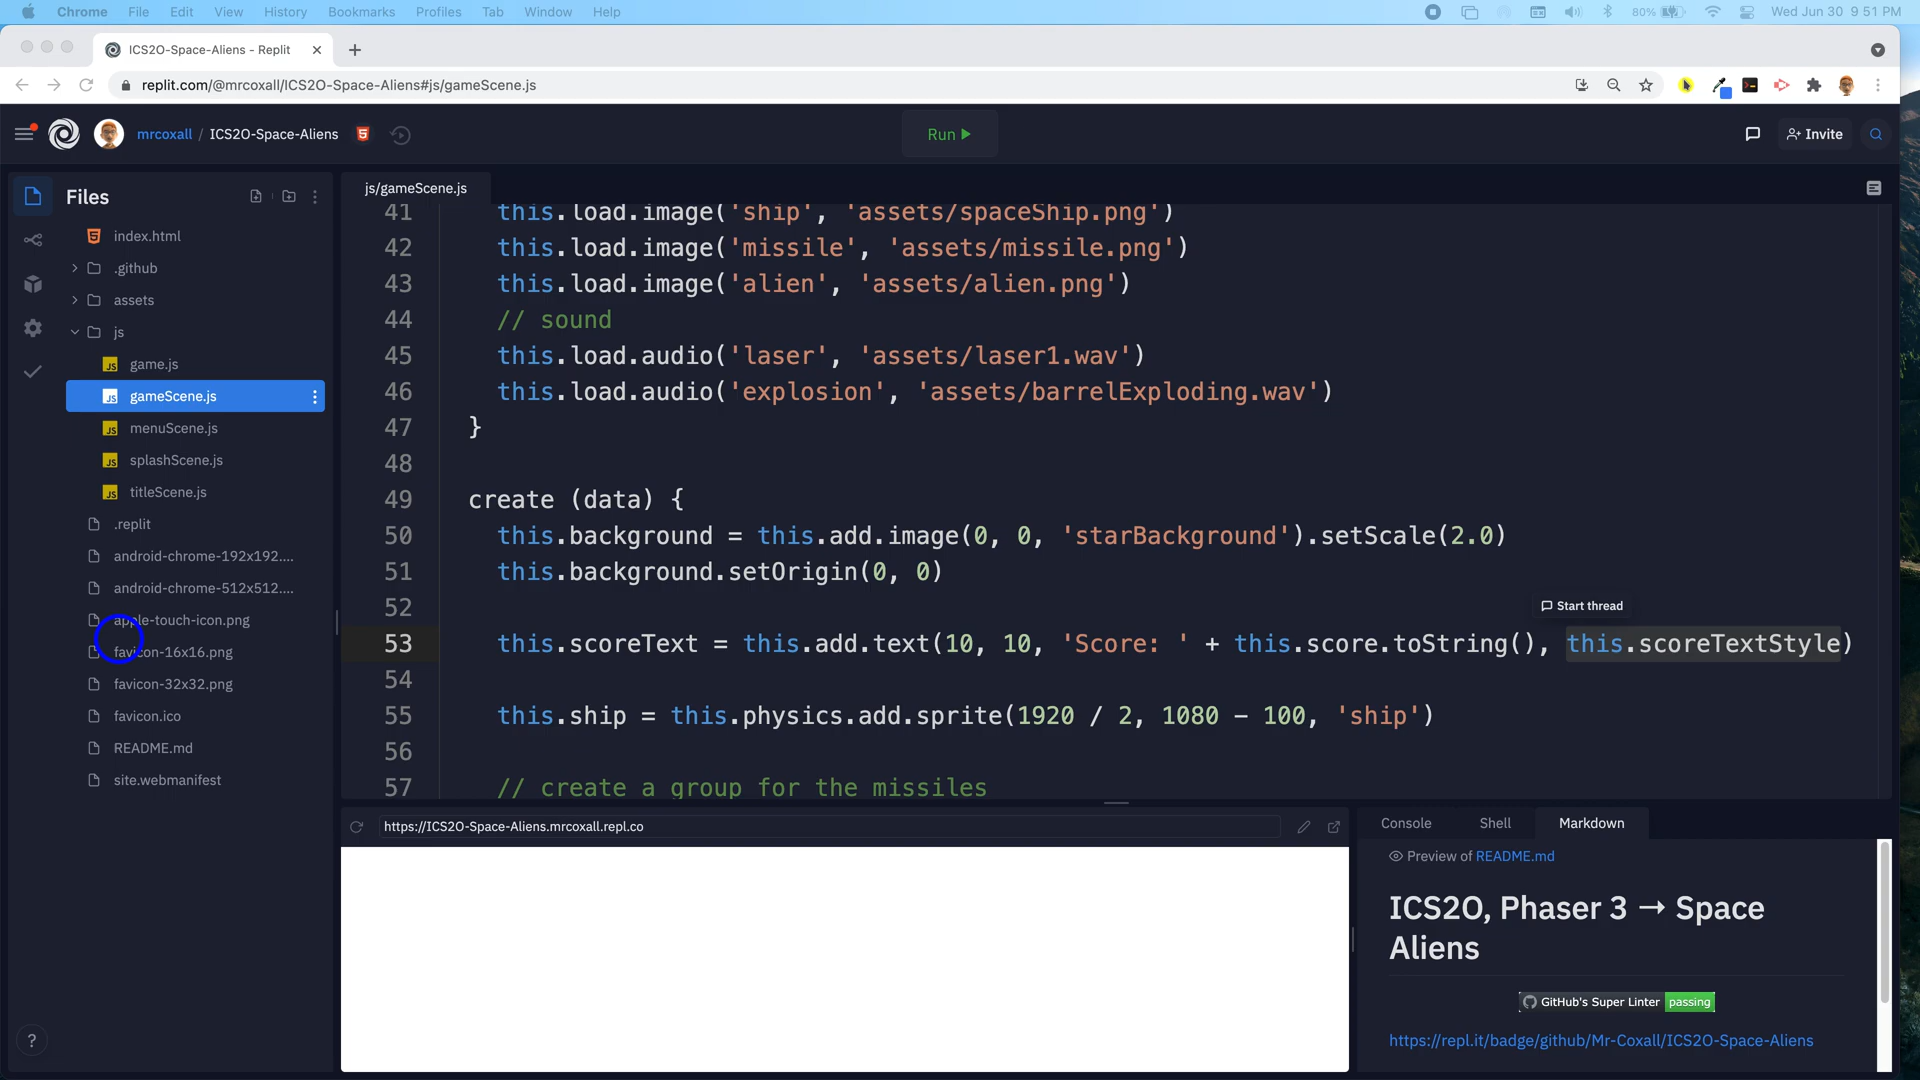 Chrome File Edit View History Bookmarks Profiles Tab Window Help 80% Wed Jun 30 9:51 PM
ICS2O-Space-Aliens - Replit
replit.com/@mrcoxall/ICS2O-Space-Aliens#js/gameScene.js
mrcoxall / ICS2O-Space-Aliens Run Invite
Files
index.html
.github
assets
js
game.js
gameScene.js
menuScene.js
splashScene.js
titleScene.js
.replit
android-chrome-192x192....
android-chrome-512x512....
apple-touch-icon.png
favicon-16x16.png
favicon-32x32.png
favicon.ico
README.md
site.webmanifest
?
js/gameScene.js
41 this.load.image('ship', 'assets/spaceShip.png')
42 this.load.image('missile', 'assets/missile.png')
43 this.load.image('alien', 'assets/alien.png')
44 // sound
45 this.load.audio('laser', 'assets/laser1.wav')
46 this.load.audio('explosion', 'assets/barrelExploding.wav')
47 }
48
49 create (data) {
50 this.background = this.add.image(0, 0, 'starBackground').setScale(2.0)
51 this.background.setOrigin(0, 0)
52
Start thread
53 this.scoreText = this.add.text(10, 10, 'Score: ' + this.score.toString(), this.scoreTextStyle)
54
55 this.ship = this.physics.add.sprite(1920 / 2, 1080 - 100, 'ship')
56
57 // create a group for the missiles
https://ICS2O-Space-Aliens.mrcoxall.repl.co
Console Shell Markdown
Preview of README.md
ICS2O, Phaser 3 → Space
Aliens
GitHub's Super Linter passing
https://repl.it/badge/github/Mr-Coxall/ICS2O-Space-Aliens